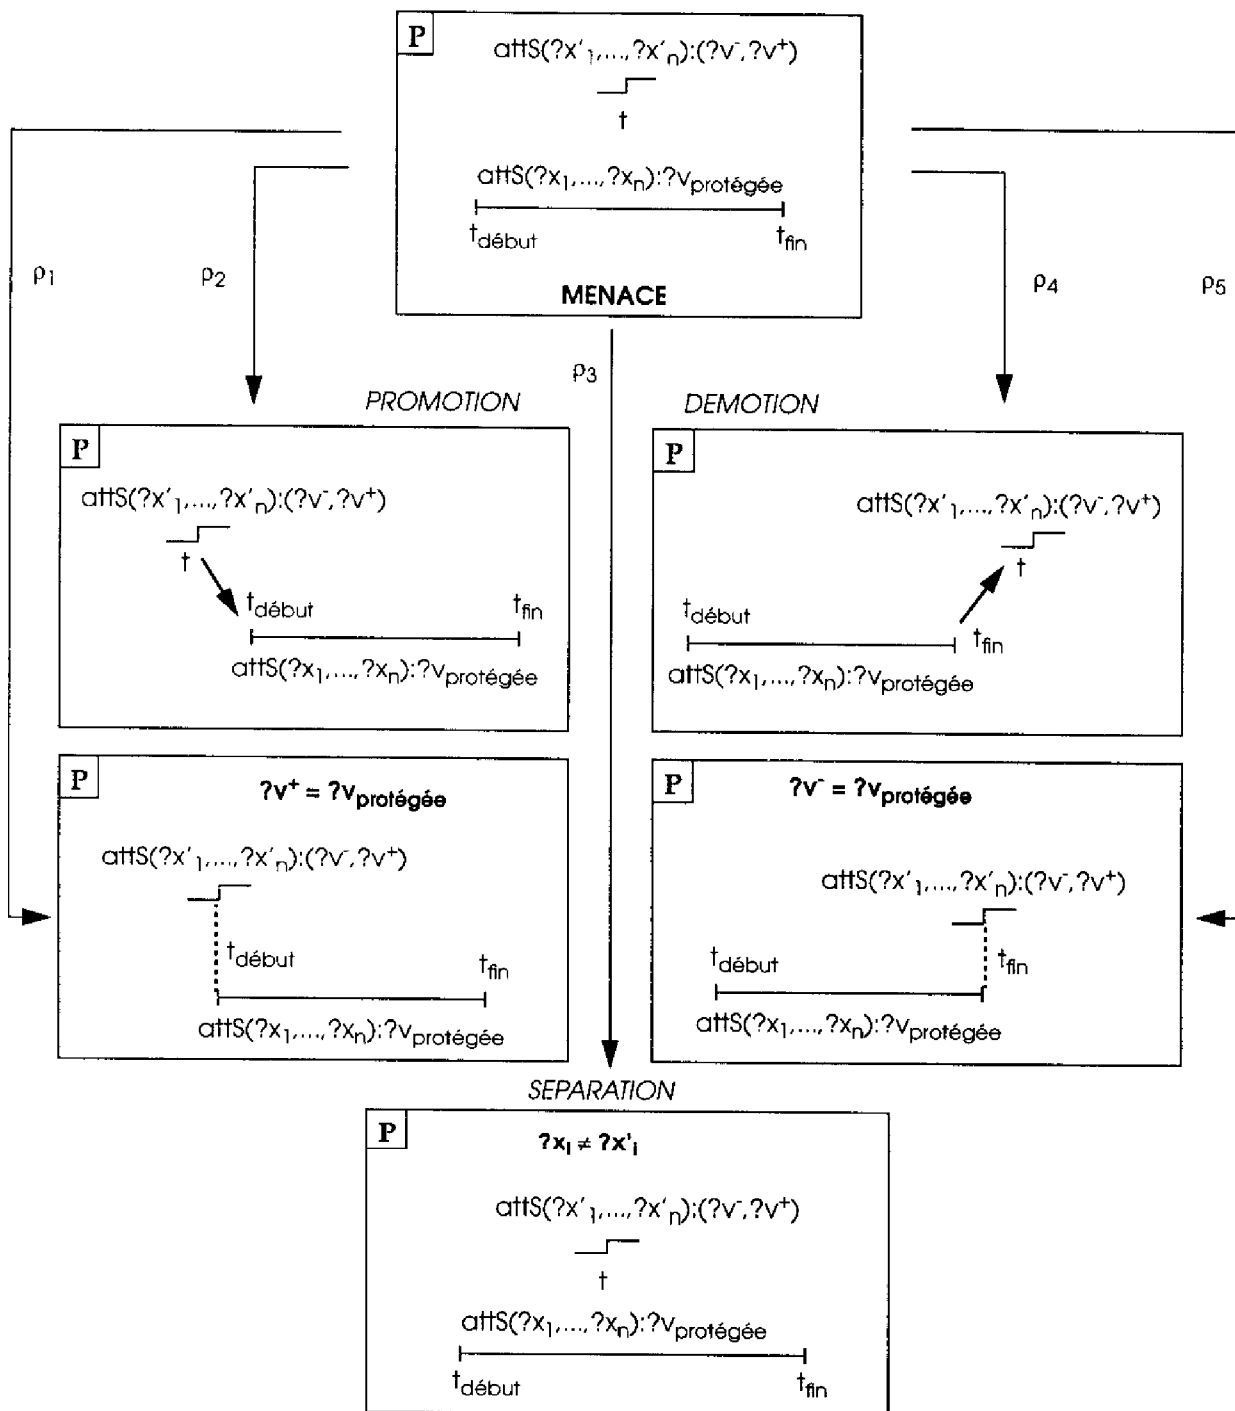 P
attS(?x'1,...,?x'n):(?v-,?v+)
t
attS(?x1,...,?xn):?vprotégée
tdébut tfin
MENACE
ρ1 ρ2 ρ3 ρ4 ρ5
PROMOTION
P
attS(?x'1,...,?x'n):(?v-,?v+)
t
tdébut tfin
attS(?x1,...,?xn):?vprotégée
DEMOTION
P
attS(?x'1,...,?x'n):(?v-,?v+)
t
tdébut tfin
attS(?x1,...,?xn):?vprotégée
P
?v+ = ?vprotégée
attS(?x'1,...,?x'n):(?v-,?v+)
tdébut tfin
attS(?x1,...,?xn):?vprotégée
P
?v- = ?vprotégée
attS(?x'1,...,?x'n):(?v-,?v+)
tdébut tfin
attS(?x1,...,?xn):?vprotégée
SEPARATION
P
?xi ≠ ?x'i
attS(?x'1,...,?x'n):(?v-,?v+)
t
attS(?x1,...,?xn):?vprotégée
tdébut tfin